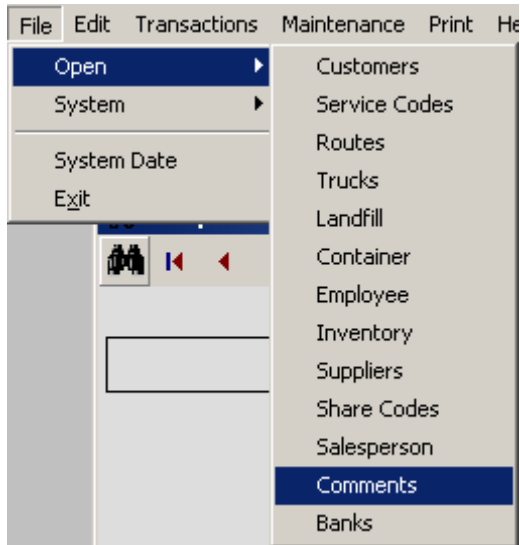 File Edit Transactions Maintenance Print
Open
System
System Date
Exit
Customers
Service Codes
Routes
Trucks
Landfill
Container
Employee
Inventory
Suppliers
Share Codes
Salesperson
Comments
Banks